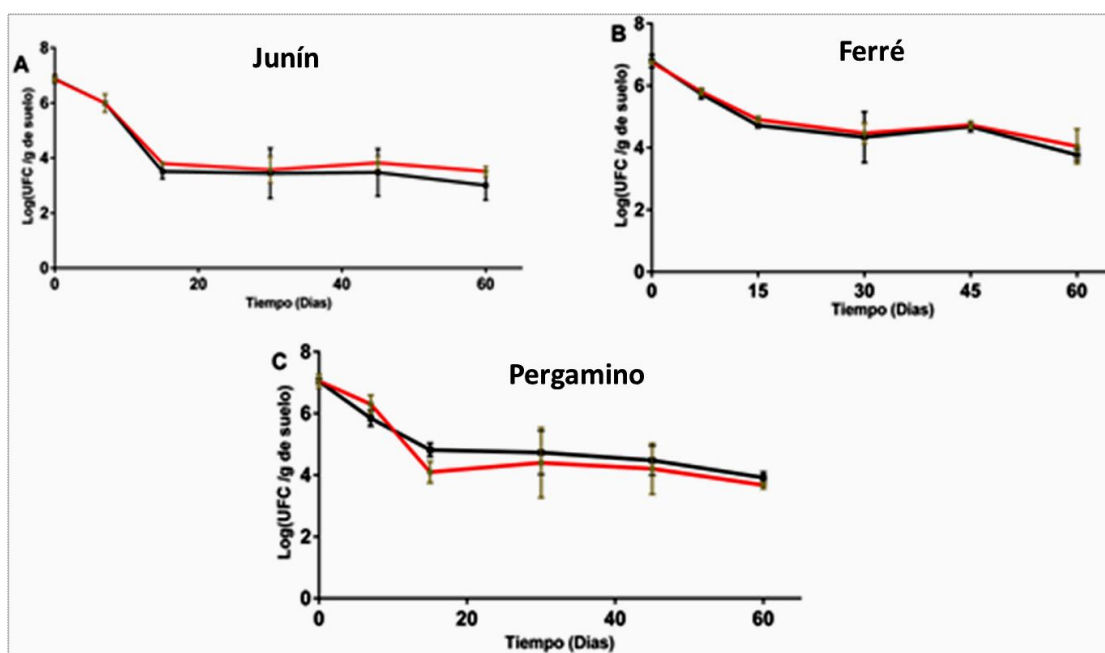 A
Junín
8
6
4
2
0
Log(UFC /g de suelo)
0 20 40 60
Tiempo (Dias)
B
Ferré
8
6
4
2
0
Log(UFC /g de suelo)
0 15 30 45 60
Tiempo (Dias)
C
Pergamino
8
6
4
2
0
Log(UFC /g de suelo)
0 20 40 60
Tiempo (Dias)